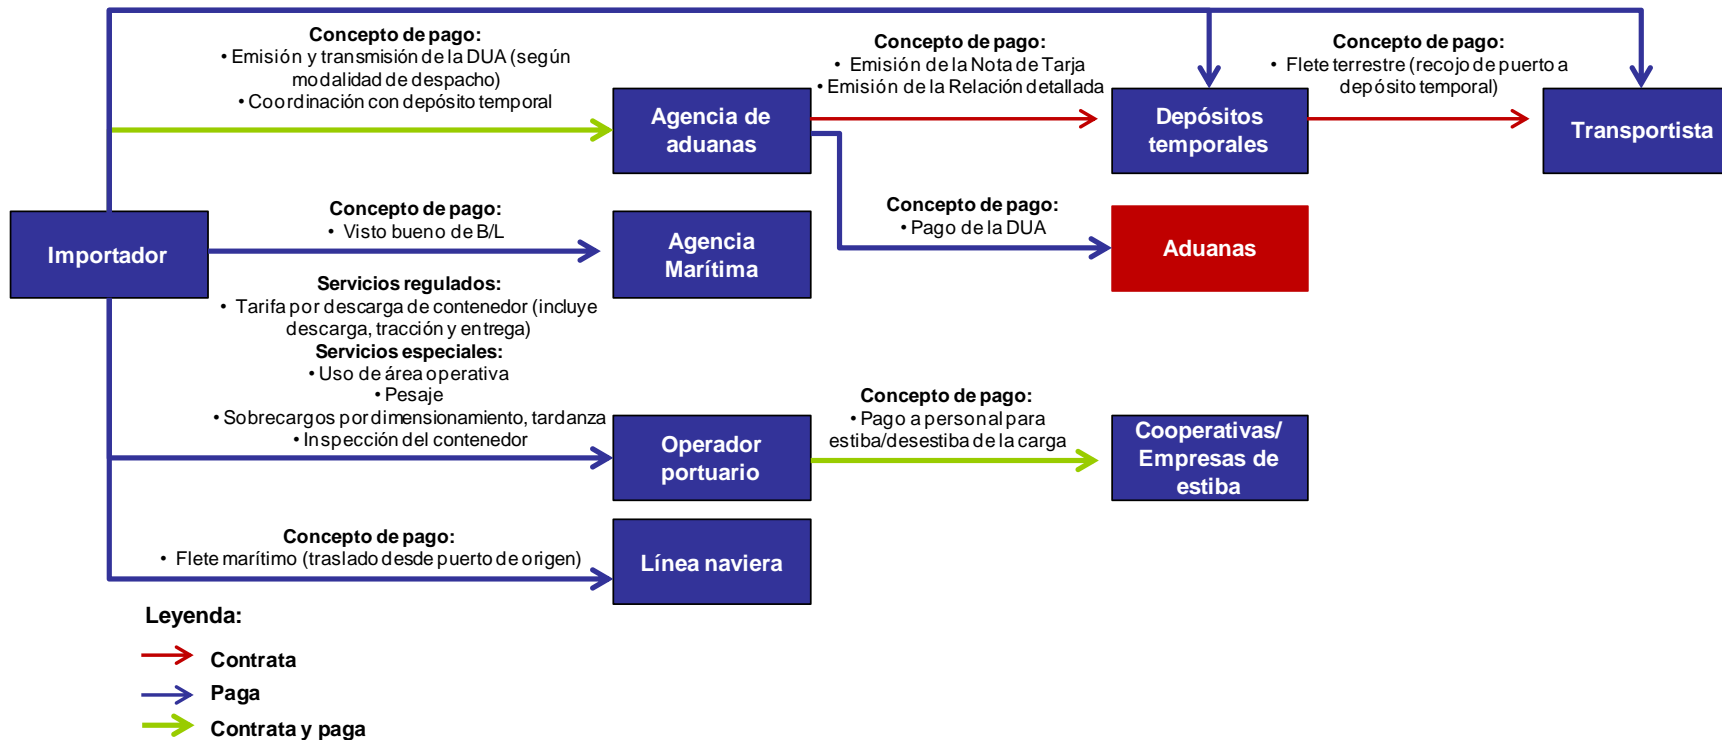 Concepto de pago:
• Emisión y transmisión de la DUA (según
modalidad de despacho)
• Coordinación con depósito temporal
Concepto de pago:
• Emisión de la Nota de Tarja
• Emisión de la Relación detallada
Concepto de pago:
• Flete terrestre (recojo de puerto a
depósito temporal)
Agencia de
aduanas
Depósitos
temporales
Transportista
Importador
Concepto de pago:
• Visto bueno de B/L
Agencia
Marítima
Concepto de pago:
• Pago de la DUA
Aduanas
Servicios regulados:
• Tarifa por descarga de contenedor (incluye
descarga, tracción y entrega)
Servicios especiales:
• Uso de área operativa
• Pesaje
• Sobrecargos por dimensionamiento, tardanza
• Inspección del contenedor
Operador
portuario
Concepto de pago:
• Pago a personal para
estiba/desestiba de la carga
Cooperativas/
Empresas de
estiba
Concepto de pago:
• Flete marítimo (traslado desde puerto de origen)
Línea naviera
Leyenda:
Contrata
Paga
Contrata y paga